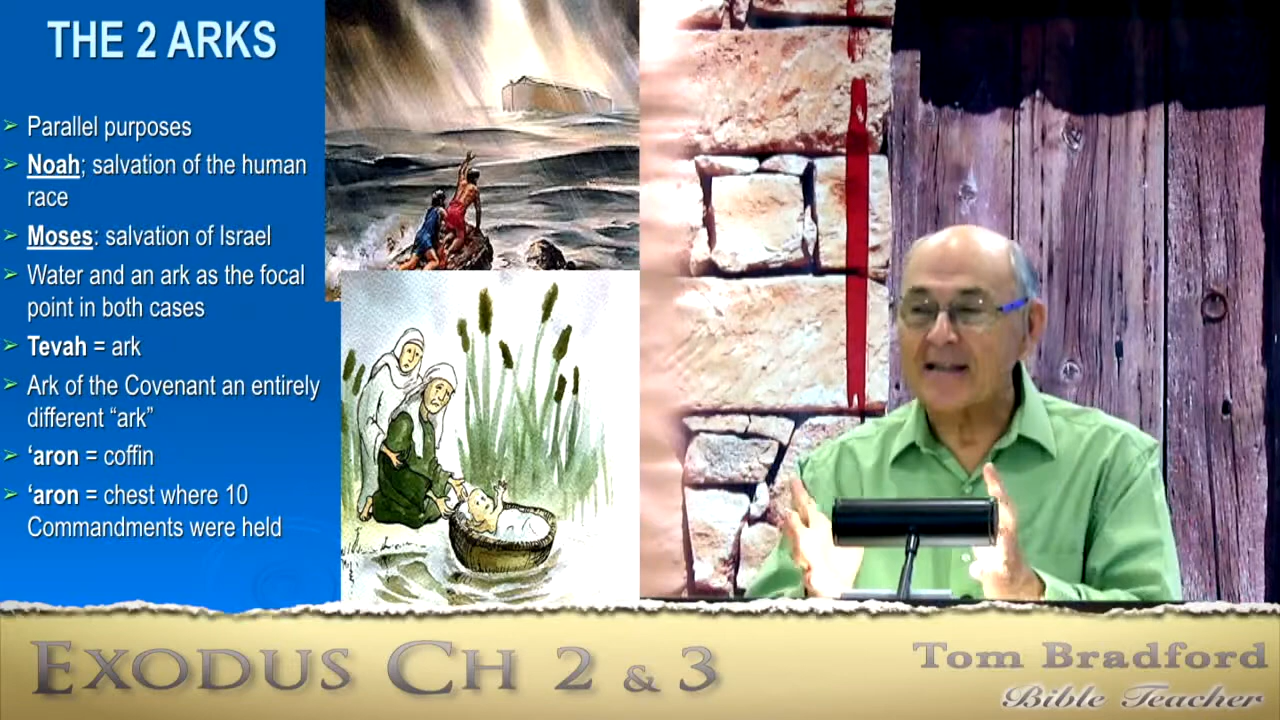 THE 2 ARKS
➢ Parallel purposes
➢ Noah; salvation of the human
race
➢ Moses: salvation of Israel
➢ Water and an ark as the focal
point in both cases
➢ Tevah = ark
➢ Ark of the Covenant an entirely
different “ark”
➢ ‘aron = coffin
➢ ‘aron = chest where 10
Commandments were held
EXODUS CH 2 & 3
Tom Bradford
Bible Teacher